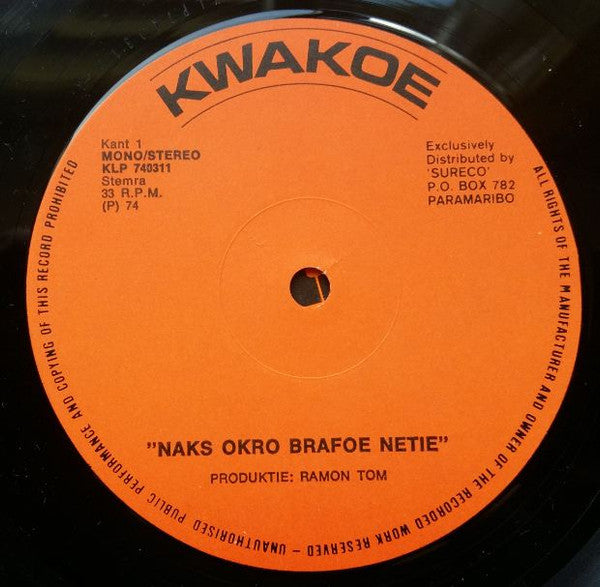 KWAKOE
Kant 1
MONO/STEREO
KLP 740311
Stemra
33 R.P.M.
(P) 74
Exclusively
Distributed by
'SURECO'
P.O. BOX 782
PARAMARIBO
"NAKS OKRO BRAFOE NETIE"
PRODUKTIE: RAMON TOM
ALL RIGHTS OF THE MANUFACTURER AND OWNER OF THE RECORDED WORK RESERVED – UNAUTHORISED PUBLIC PERFORMANCE AND COPYING OF THIS RECORD PROHIBITED